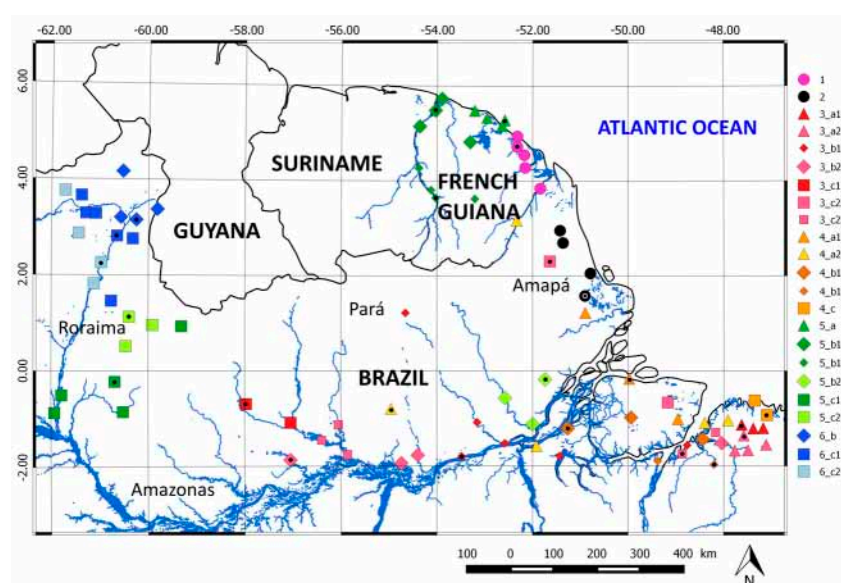 -62.00 -60.00 -58.00 -56.00 -54.00 -52.00 -50.00 -48.00
6.00
4.00
2.00
0.00
-2.00
ATLANTIC OCEAN
SURINAME
FRENCH
GUIANA
GUYANA
Amapá
Pará
Roraima
BRAZIL
Amazonas
1
2
3_a1
3_a2
3_b1
3_b2
3_c1
3_c2
4_a1
4_a2
4_b1
4_b1
4_c
5_a
5_b1
5_b1
5_b2
5_c1
5_c2
6_b
6_c1
6_c2
100 0 100 200 300 400 km
N